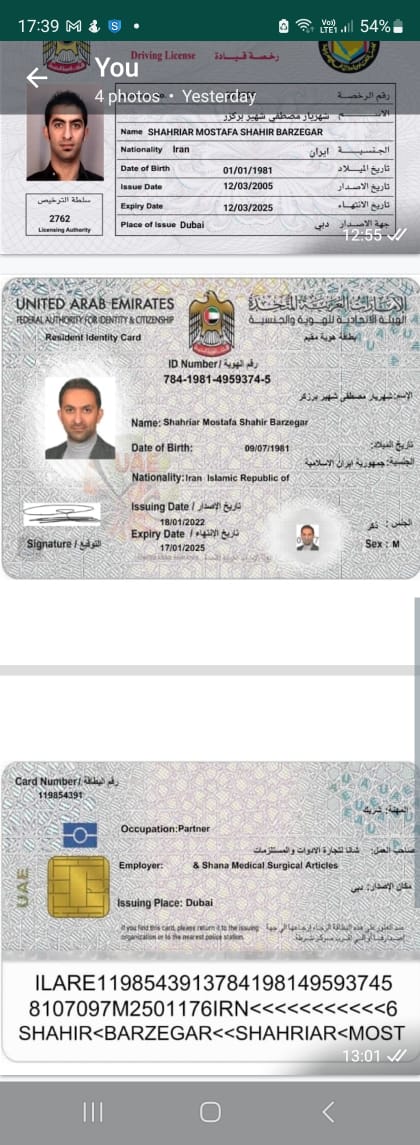 17:39
Vo))
LTE1
54%
You
4 photos • Yesterday
Driving License رخصة قيادة
رقم الرخصة
شهريار مصطفى شهير برزكر
Name SHAHRIAR MOSTAFA SHAHIR BARZEGAR
Nationality Iran ايران الجنسيـة
Date of Birth 01/01/1981 تاريخ الميـلاد
Issue Date 12/03/2005 تاريخ الاصـدار
Expiry Date 12/03/2025 تاريخ الانتهـاء
Place of Issue Dubai دبي جهة الاصـدار
سلطة الترخيص
2762
Licensing Authority
12:55
UNITED ARAB EMIRATES الإمارات العربية المتحدة
FEDERAL AUTHORITY FOR IDENTITY & CITIZENSHIP الهيئة الاتحادية للهوية والجنسية
Resident Identity Card بطاقة هوية مقيم
ID Number/ رقم الهوية
784-1981-4959374-5
الإسم: شهريار مصطفى شهير برزكر
Name: Shahriar Mostafa Shahir Barzegar
Date of Birth: 09/07/1981 تاريخ الميلاد:
الجنسية: جمهورية ايران الاسلامية
Nationality: Iran Islamic Republic of
Issuing Date / تاريخ الإصدار
18/01/2022
Expiry Date / تاريخ الإنتهاء
17/01/2025
الجنس: ذكر
Sex: M
Signature / التوقيع
Card Number/ رقم البطاقة
119854391
المهنة: شريك
Occupation:Partner
صاحب العمل: شانا لتجارة الادوات والمستلزمات
Employer: & Shana Medical Surgical Articles
مكان الإصدار: دبي
Issuing Place: Dubai
UAE
If you find this card, please return it to the issuing
organization or to the nearest police station.
ILARE1198543913784198149593745
8107097M2501176IRN<<<<<<<<<<<6
SHAHIR<BARZEGAR<<SHAHRIAR<MOST
13:01